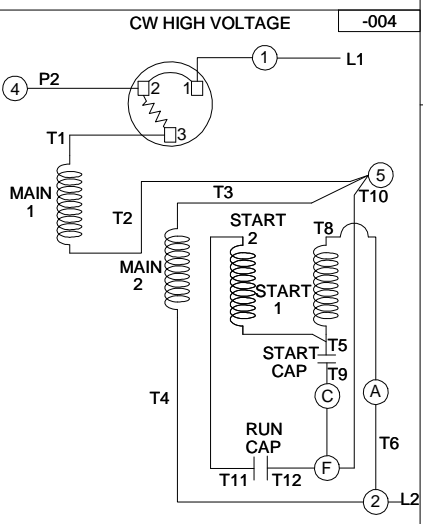 CW HIGH VOLTAGE
-004
1
L1
P2
4
2
1
3
T1
MAIN
1
5
T3
T10
T2
START
2
T8
MAIN
2
START
1
T5
START
CAP
T9
C
A
T4
RUN
CAP
T6
F
T11
T12
2
L2